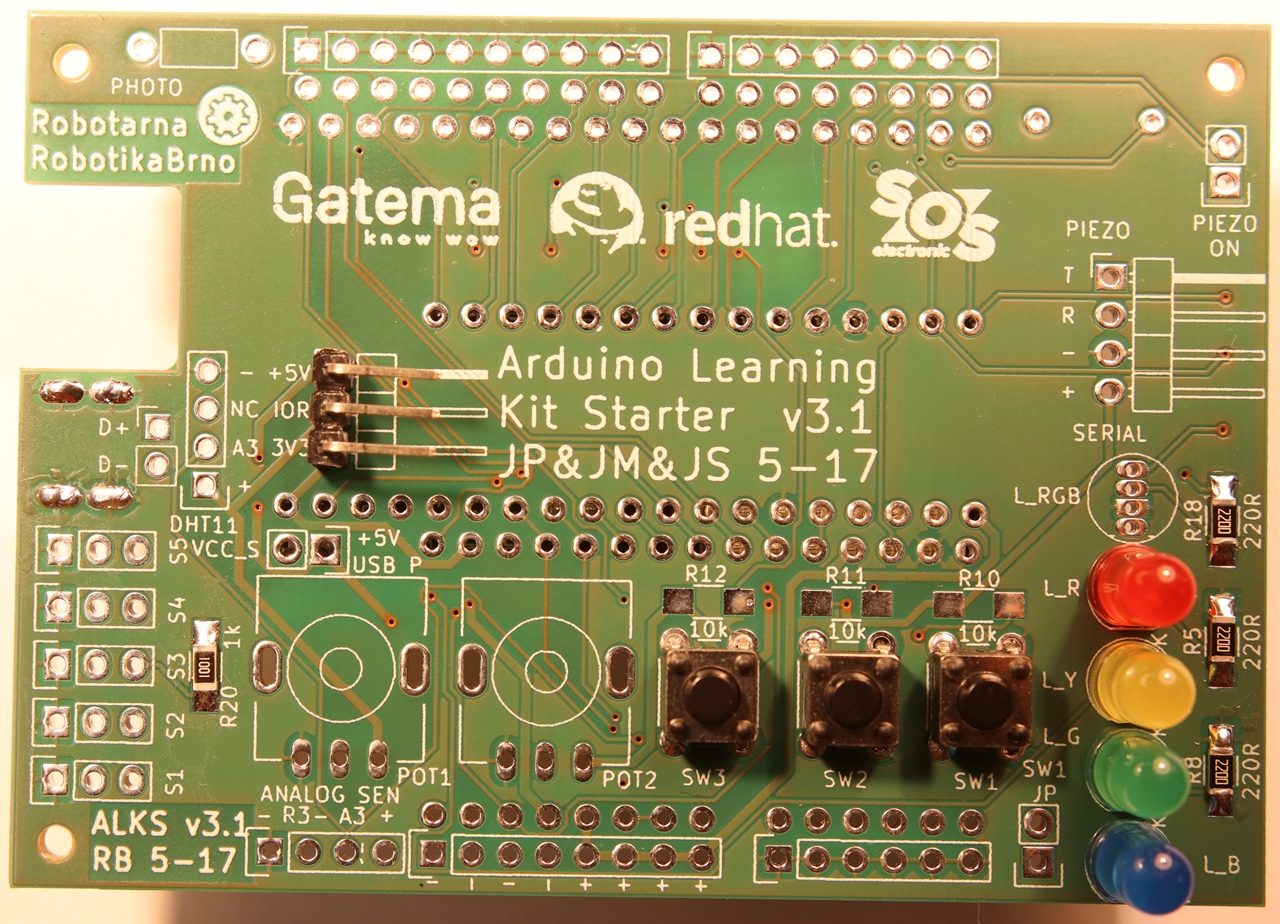 PIEZO
ON
PIEZO
T
R
-
+
SERIAL
220R
2200
R18
220R
2200
R5
220R
2200
R8
L_B
L_RGB
L_R
L_Y
L_G
SW1
JP
R10
10k
SW1
R11
10k
SW2
R12
10k
SW3
SOS
electronic
redhat.
Gatema
know wow
Arduino Learning
Kit Starter v3.1
JP&JM&JS 5-17
POT2
+
+
+
+
-
-
-
-
POT1
ANALOG SEN
- R3- A3 +
+5V
USB P
VCC_S
- +5V
NC IOR
A3 3V3
+
DHT11
R20
1k
1001
S5
S4
S3
S2
S1
D+
D-
PHOTO
Robotarna
RobotikaBrno
ALKS v3.1
RB 5-17